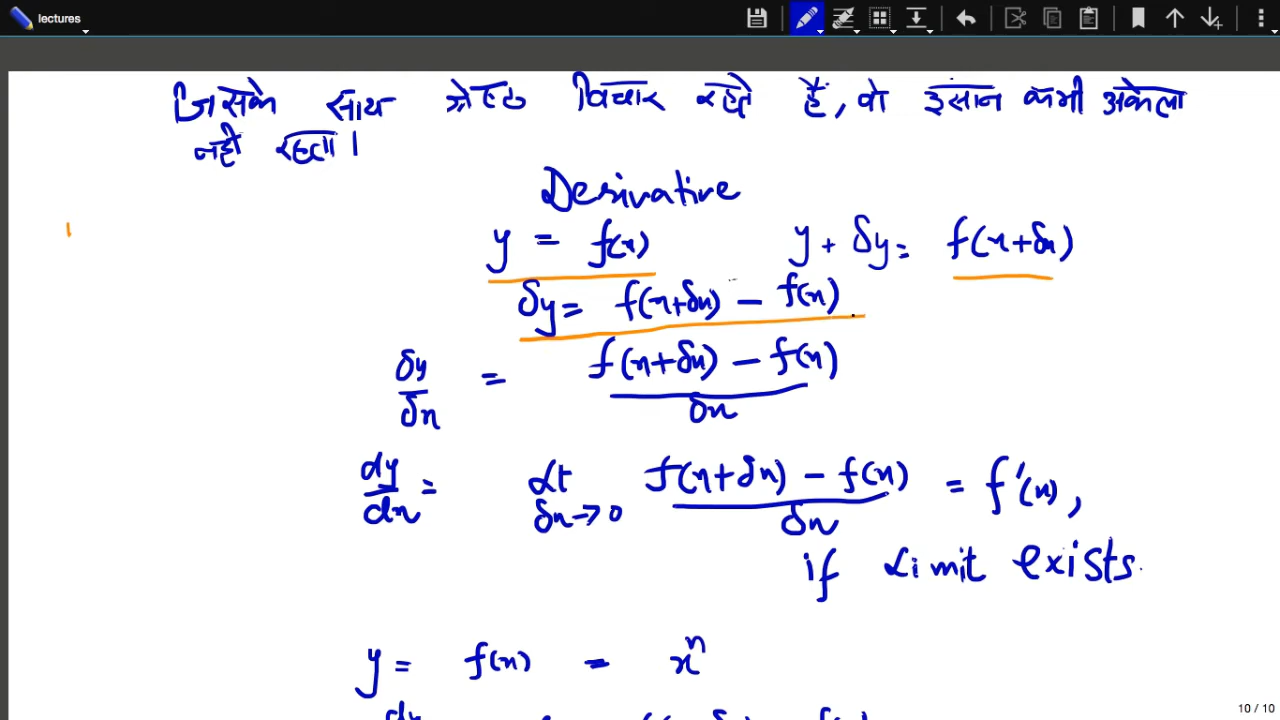 lectures
जिसके साथ श्रेष्ठ विचार रहते हैं, वो इंसान कभी अकेला
नहीं रहता।
Derivative
y = f(x) y + δy = f(x+δx)
δy = f(x+δx) - f(x)
δy/δx = f(x+δx) - f(x) / δx
dy/dx = Lt δx→0 f(x+δx) - f(x) / δx = f'(x),
if Limit exists.
y = f(x) = xⁿ
10 / 10